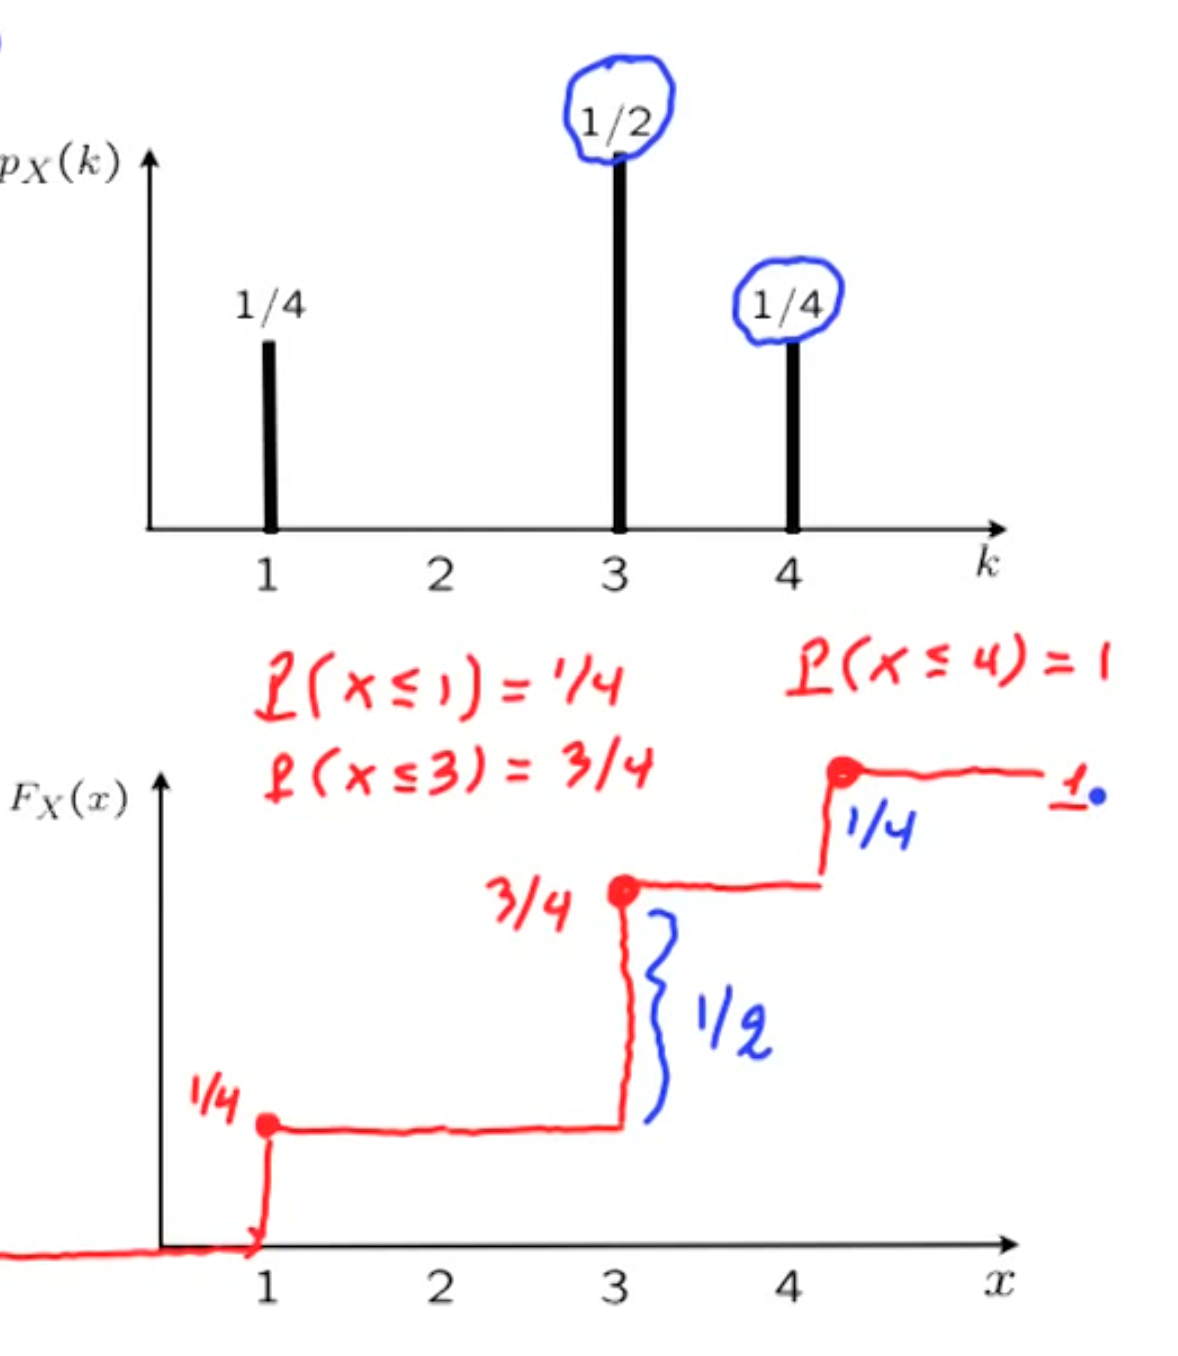 1/2
p_X(k)
1/4
1/4
1 2 3 4 k
P(X ≤ 1) = 1/4
P(X ≤ 4) = 1
P(X ≤ 3) = 3/4
F_X(x)
1
1/4
3/4
1/2
1/4
1 2 3 4 x